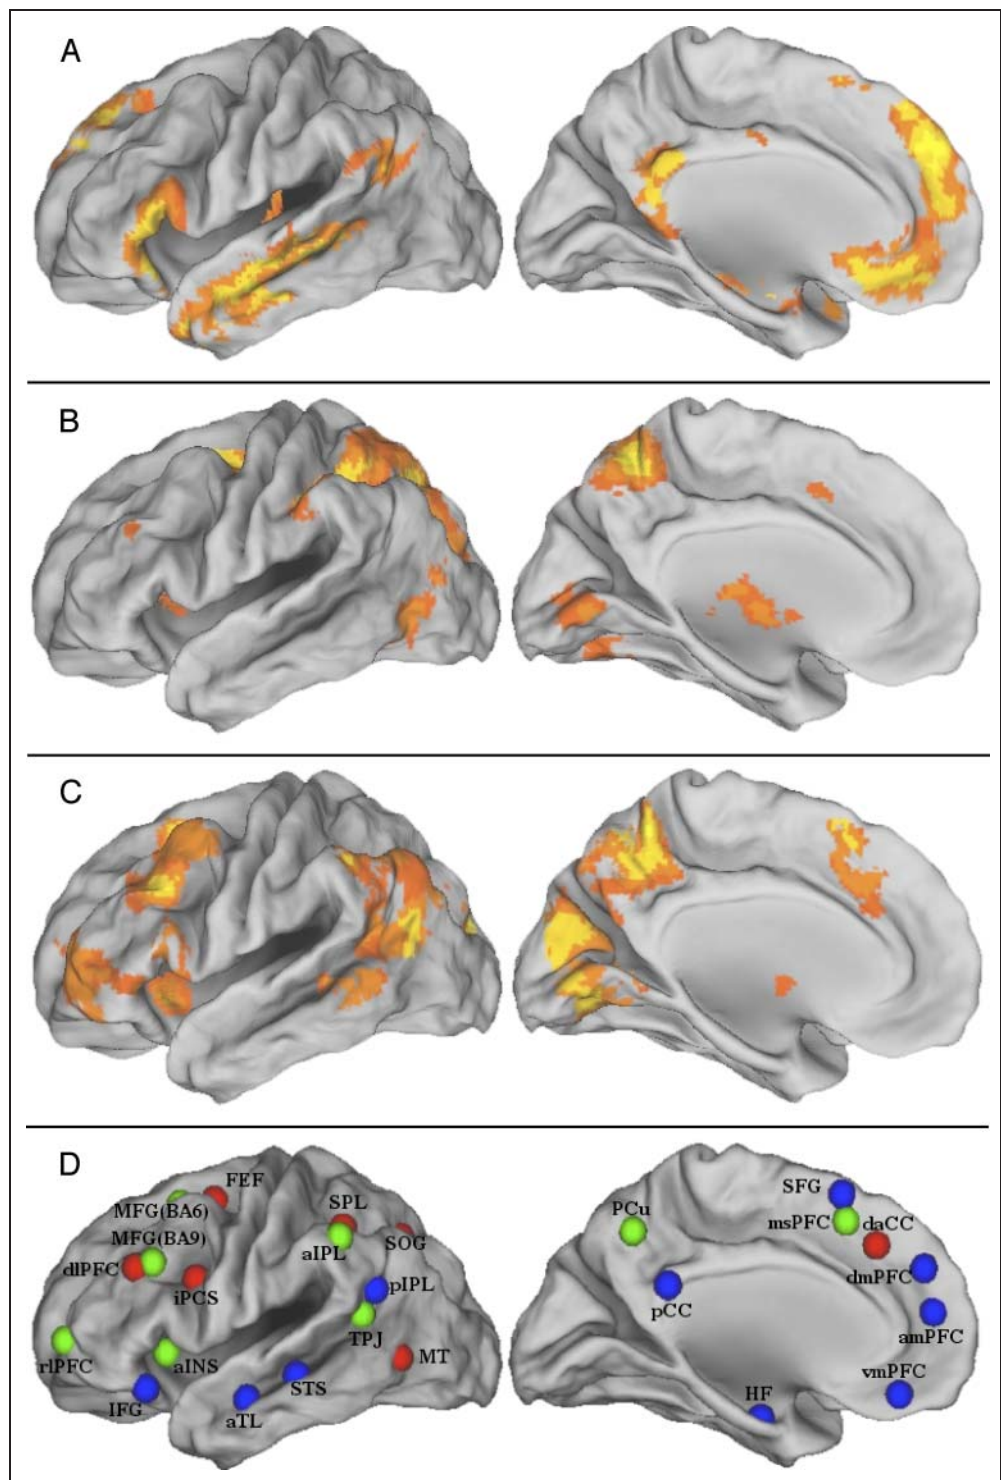 A
B
C
D
FEF
MFG(BA6)
MFG(BA9)
dlPFC
iPCS
SPL
aIPL
SOG
pIPL
TPJ
MT
rlPFC
aINS
IFG
aTL
STS
SFG
PCu
msPFC
daCC
dmPFC
pCC
amPFC
vmPFC
HF